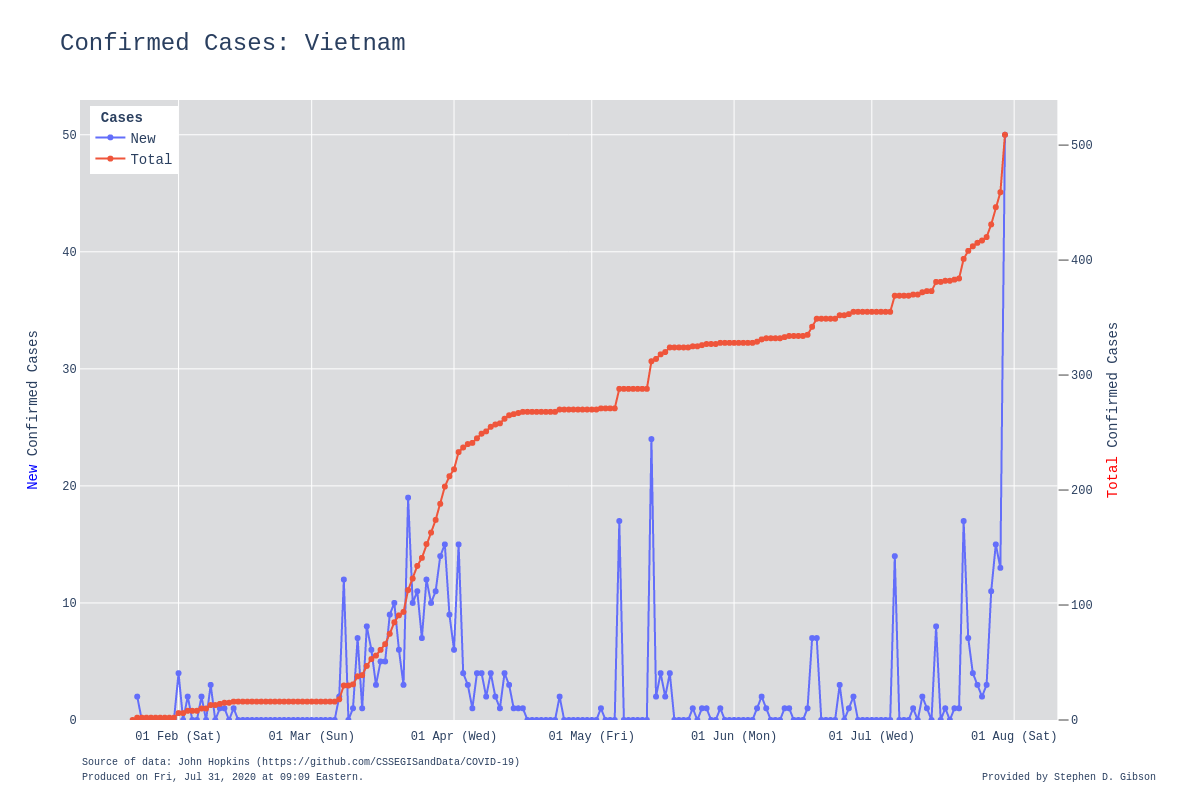 Confirmed Cases: Vietnam
Cases
New
Total
50
40
30
20
10
0
500
400
300
200
100
0
New Confirmed Cases
Total Confirmed Cases
01 Feb (Sat) 01 Mar (Sun) 01 Apr (Wed) 01 May (Fri) 01 Jun (Mon) 01 Jul (Wed) 01 Aug (Sat)
Source of data: John Hopkins (https://github.com/CSSEGISandData/COVID-19)
Produced on Fri, Jul 31, 2020 at 09:09 Eastern.
Provided by Stephen D. Gibson